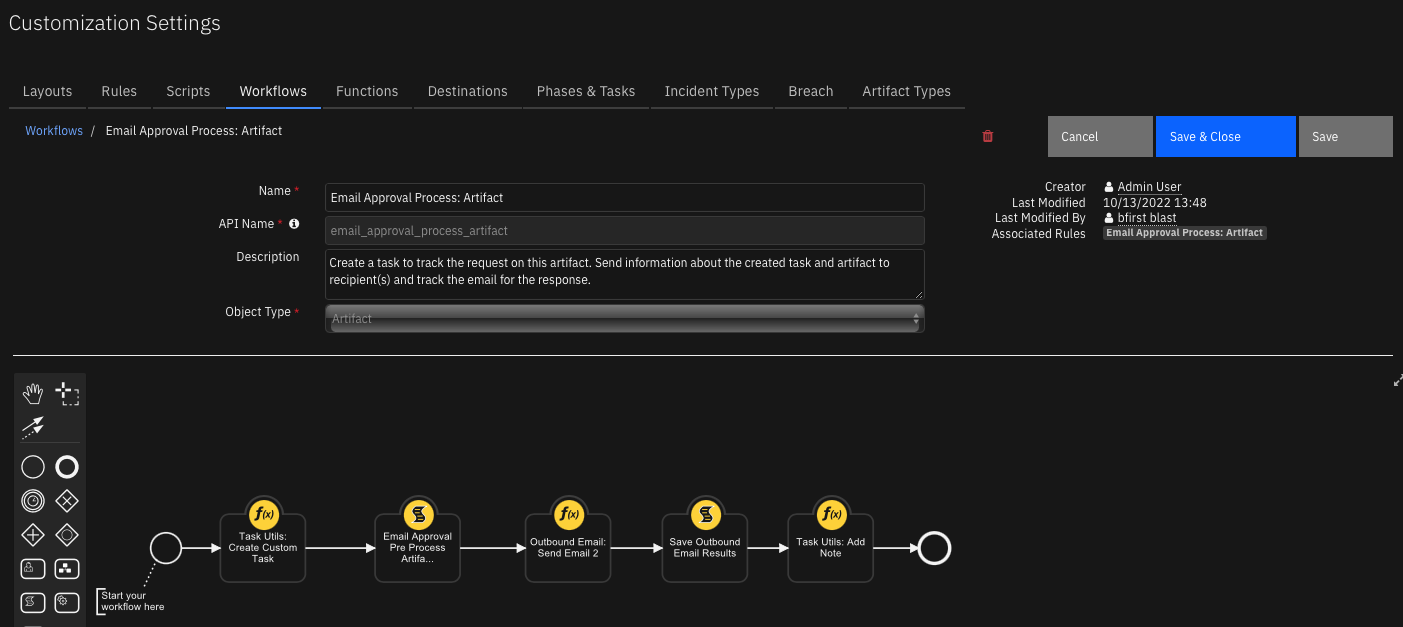 Customization Settings
Layouts Rules Scripts Workflows Functions Destinations Phases & Tasks Incident Types Breach Artifact Types
Workflows / Email Approval Process: Artifact
Cancel Save & Close Save
Name * Email Approval Process: Artifact
API Name * email_approval_process_artifact
Description Create a task to track the request on this artifact. Send information about the created task and artifact to
recipient(s) and track the email for the response.
Object Type * Artifact
Creator Admin User
Last Modified 10/13/2022 13:48
Last Modified By bfirst blast
Associated Rules Email Approval Process: Artifact
Start your
workflow here
f(x)
Task Utils:
Create Custom
Task
Email Approval
Pre Process
Artifa...
f(x)
Outbound Email:
Send Email 2
Save Outbound
Email Results
f(x)
Task Utils: Add
Note